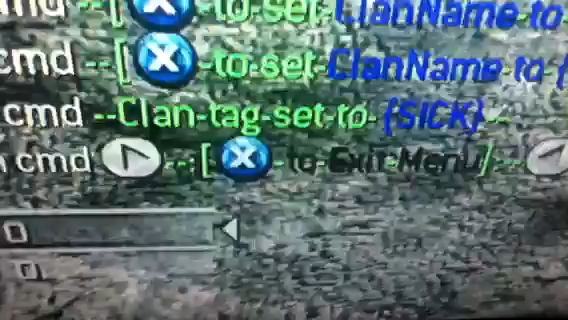 cmd --[ X -to-set-ClanName-to
cmd --[ X -to-set-ClanName-to-{
cmd --Clan-tag-set-to-{SICK}--
cmd --[ X -to-Exit-Menu]--
0